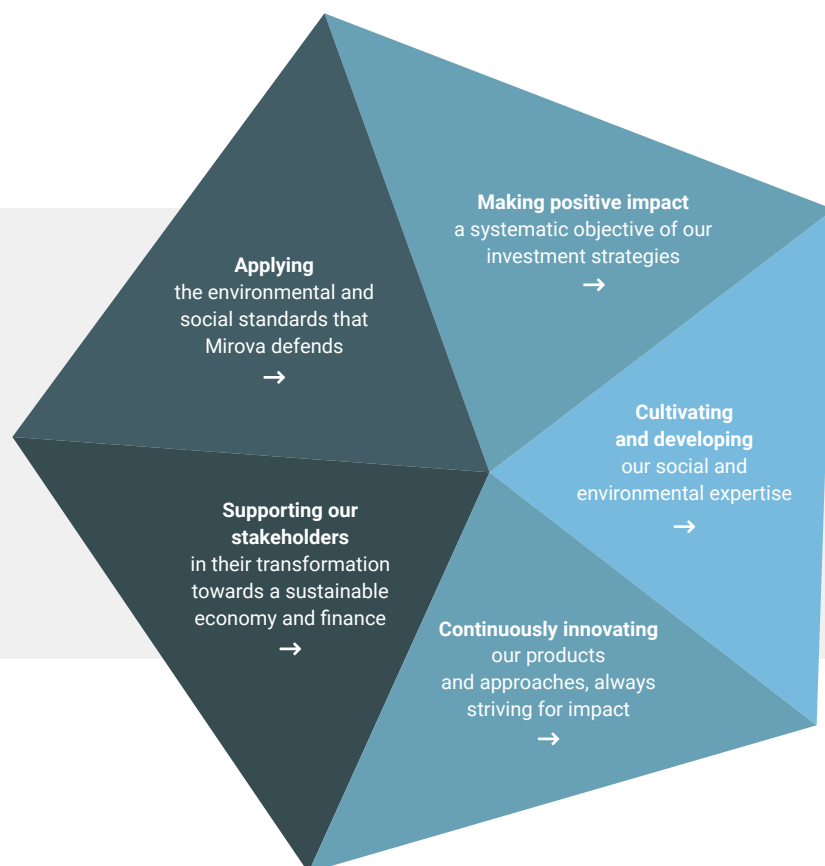 Making positive impact
a systematic objective of our
investment strategies
→
Applying
the environmental and
social standards that
Mirova defends
→
Cultivating
and developing
our social and
environmental expertise
→
Supporting our
stakeholders
in their transformation
towards a sustainable
economy and finance
→
Continuously innovating
our products
and approaches, always
striving for impact
→